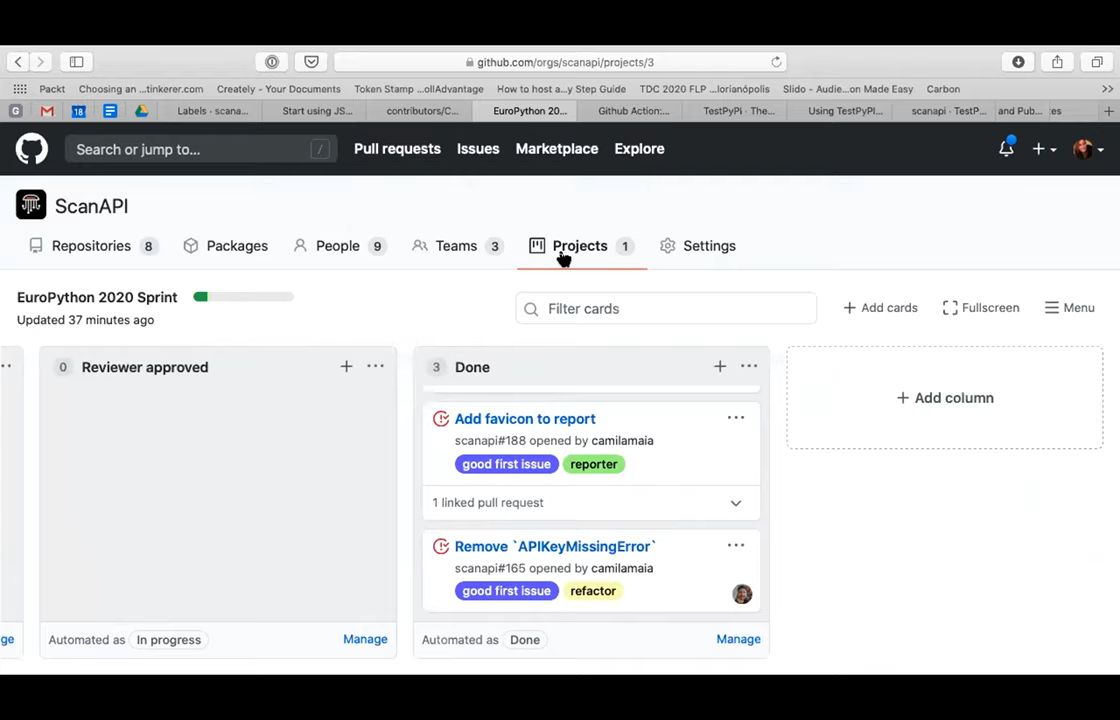 github.com/orgs/scanapi/projects/3
Packt
Choosing an...tinkerer.com
Creately - Your Documents
Token Stamp ...ollAdvantage
How to host a...y Step Guide
TDC 2020 FLP ...lorianópolis
Slido - Audie...on Made Easy
Carbon
G
18
Labels · scana...
Start using JS...
contributors/C...
EuroPython 20...
Github Action:...
TestPyPi · The...
Using TestPyPI...
scanapi · TestP...
and Pub...
es
Search or jump to...
/
Pull requests
Issues
Marketplace
Explore
ScanAPI
Repositories 8
Packages
People 9
Teams 3
Projects 1
Settings
EuroPython 2020 Sprint
Updated 37 minutes ago
Filter cards
+ Add cards
Fullscreen
Menu
0 Reviewer approved
3 Done
+ Add column
Add favicon to report
scanapi#188 opened by camilamaia
good first issue
reporter
1 linked pull request
Remove `APIKeyMissingError`
scanapi#165 opened by camilamaia
good first issue
refactor
ge
Automated as In progress
Manage
Automated as Done
Manage